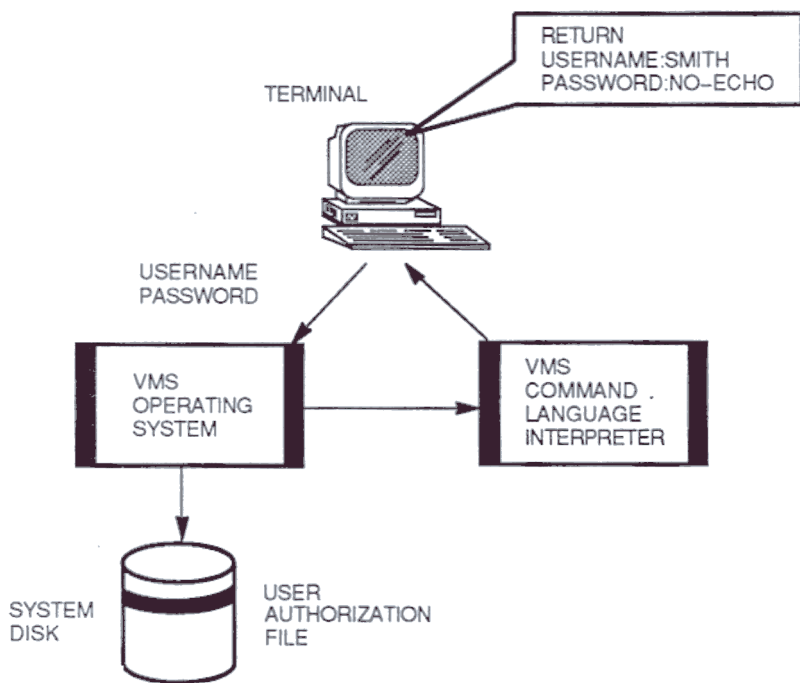 RETURN
USERNAME:SMITH
PASSWORD:NO-ECHO
TERMINAL
USERNAME
PASSWORD
VMS
OPERATING
SYSTEM
VMS
COMMAND .
LANGUAGE
INTERPRETER
SYSTEM
DISK
USER
AUTHORIZATION
FILE